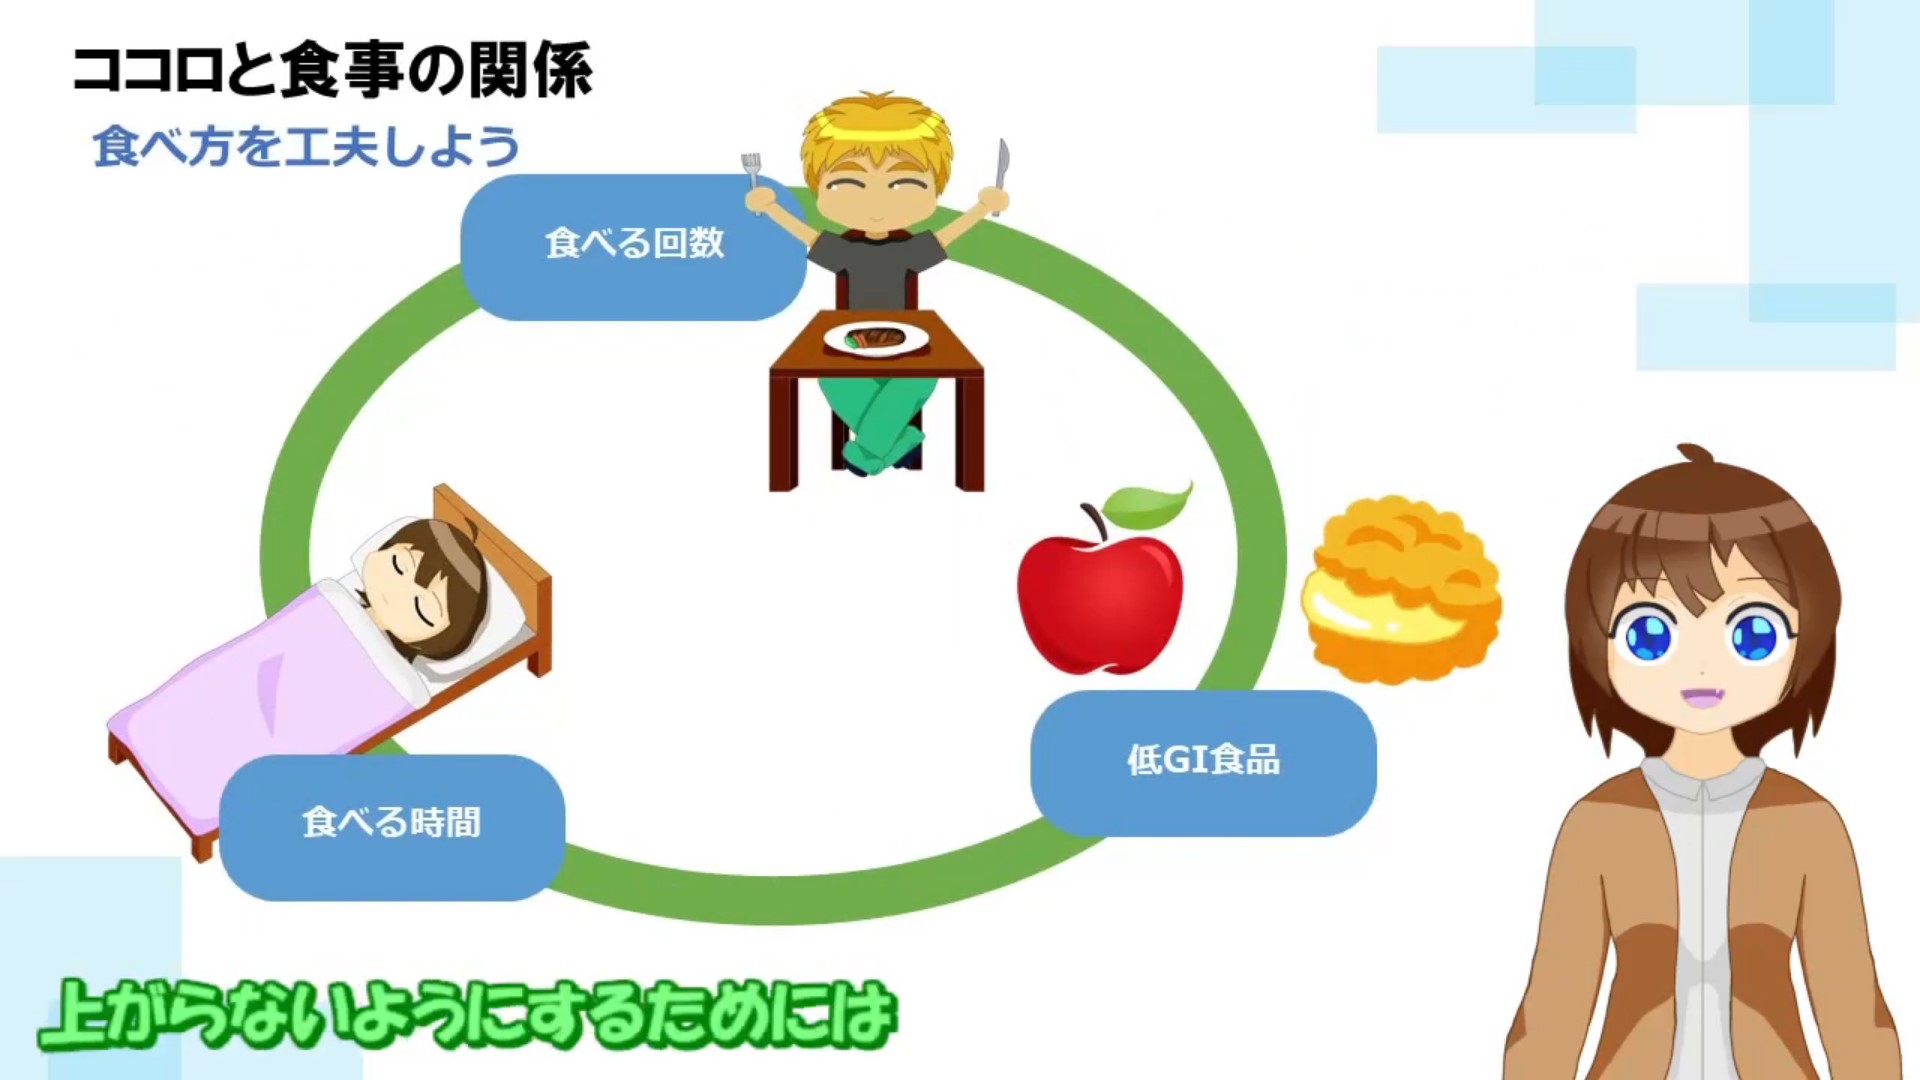 ココロと食事の関係
食べ方を工夫しよう
食べる回数
低GI食品
食べる時間
上がらないようにするためには